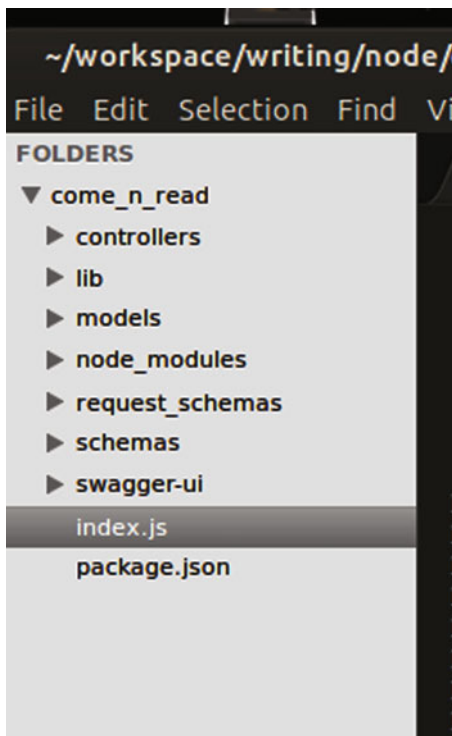 ~/workspace/writing/node/
File Edit Selection Find Vi
FOLDERS
come_n_read
controllers
lib
models
node_modules
request_schemas
schemas
swagger-ui
index.js
package.json